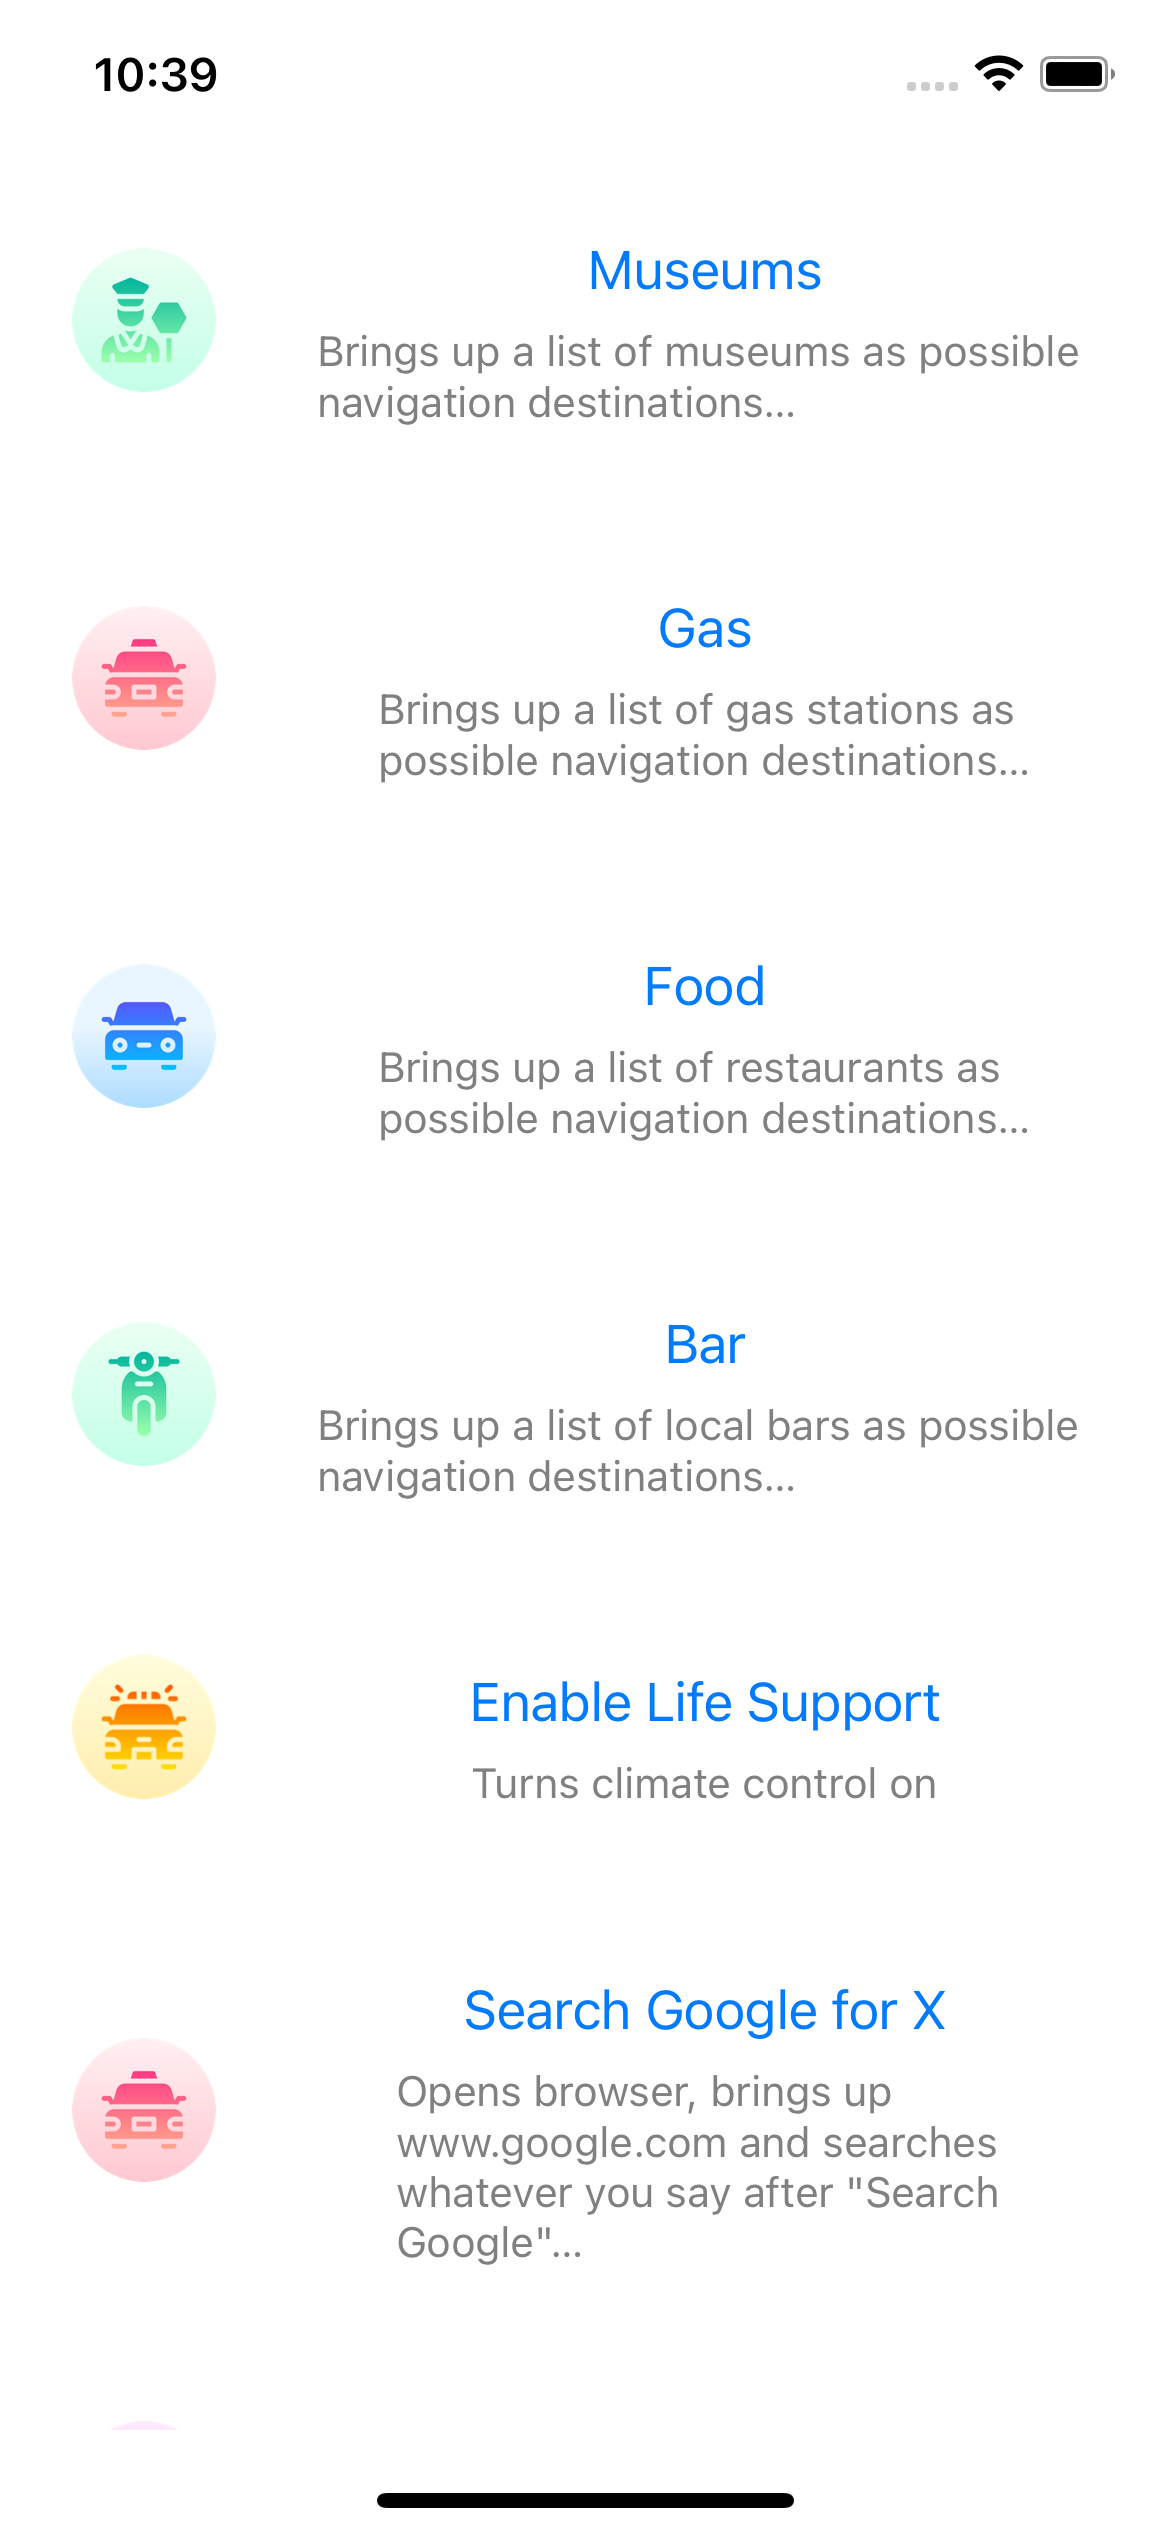 10:39
Museums
Brings up a list of museums as possible
navigation destinations...
Gas
Brings up a list of gas stations as
possible navigation destinations...
Food
Brings up a list of restaurants as
possible navigation destinations...
Bar
Brings up a list of local bars as possible
navigation destinations...
Enable Life Support
Turns climate control on
Search Google for X
Opens browser, brings up
www.google.com and searches
whatever you say after "Search
Google"...